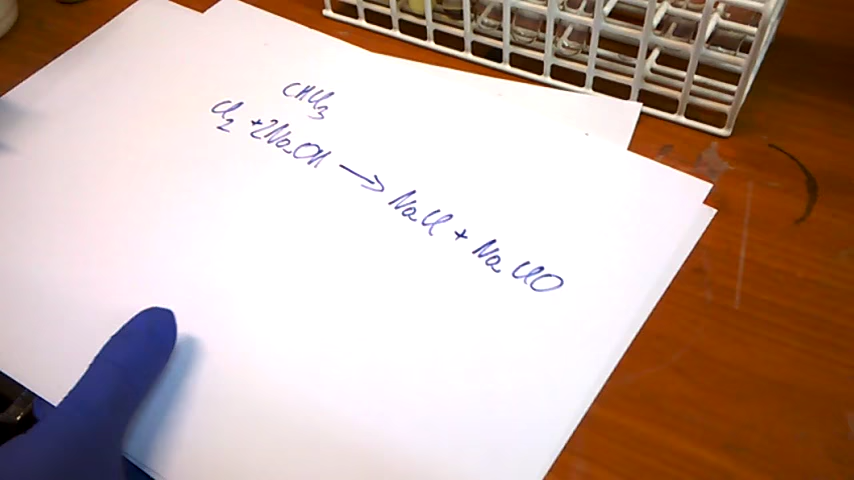 CHCl3
Cl2 + 2NaOH → NaCl + NaClO